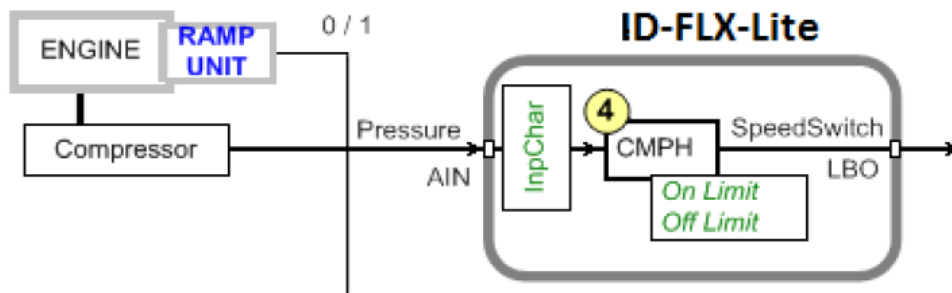 0 / 1
ID-FLX-Lite
ENGINE
RAMP
UNIT
4
Pressure
SpeedSwitch
Compressor
InpChar
CMPH
AIN
LBO
On Limit
Off Limit